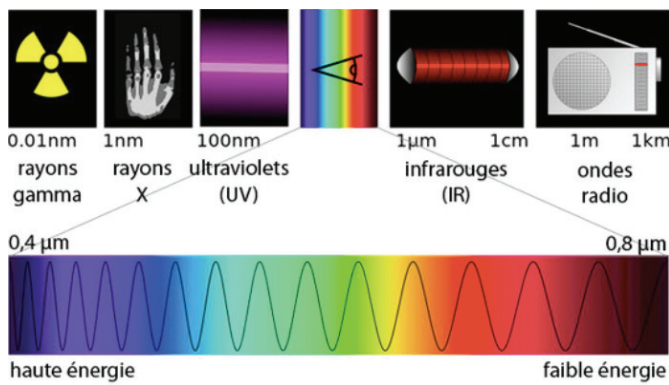 0.01nm 1nm 100nm 1µm 1cm 1m 1km
rayons gamma
rayons X
ultraviolets (UV)
infrarouges (IR)
ondes radio
0,4 µm 0,8 µm
haute énergie faible énergie